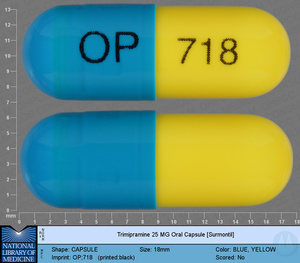 OP 718
mm
Trimipramine 25 MG Oral Capsule [Surmontil]
NATIONAL
LIBRARY OF
MEDICINE
Shape: CAPSULE Size: 18mm Color: BLUE, YELLOW
Imprint: OP;718 (printed:black) Scored: No